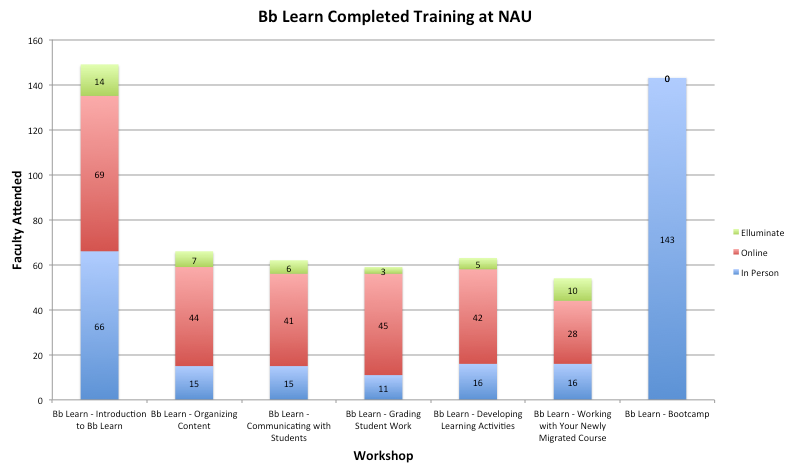 Bb Learn Completed Training at NAU
160
140
120
100
80
60
40
20
0
Faculty Attended
14
69
66
7
44
15
6
41
15
3
45
11
5
42
16
10
28
16
0
143
Elluminate
Online
In Person
Bb Learn - Introduction
to Bb Learn
Bb Learn - Organizing
Content
Bb Learn -
Communicating with
Students
Bb Learn - Grading
Student Work
Bb Learn - Developing
Learning Activities
Bb Learn - Working
with Your Newly
Migrated Course
Bb Learn - Bootcamp
Workshop